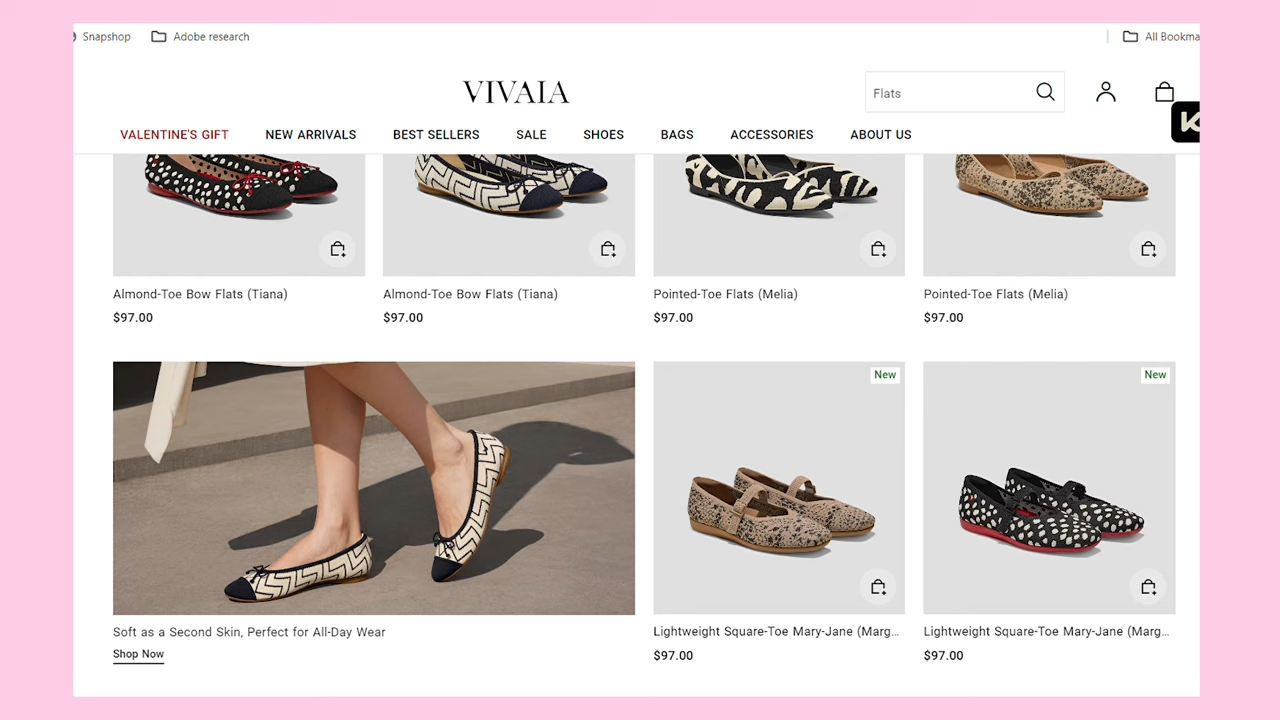 Snapshop Adobe research All Bookma
VIVAIA
Flats
VALENTINE'S GIFT NEW ARRIVALS BEST SELLERS SALE SHOES BAGS ACCESSORIES ABOUT US
Almond-Toe Bow Flats (Tiana) Almond-Toe Bow Flats (Tiana) Pointed-Toe Flats (Melia) Pointed-Toe Flats (Melia)
$97.00 $97.00 $97.00 $97.00
New New
Soft as a Second Skin, Perfect for All-Day Wear Lightweight Square-Toe Mary-Jane (Marg... Lightweight Square-Toe Mary-Jane (Marg...
Shop Now $97.00 $97.00